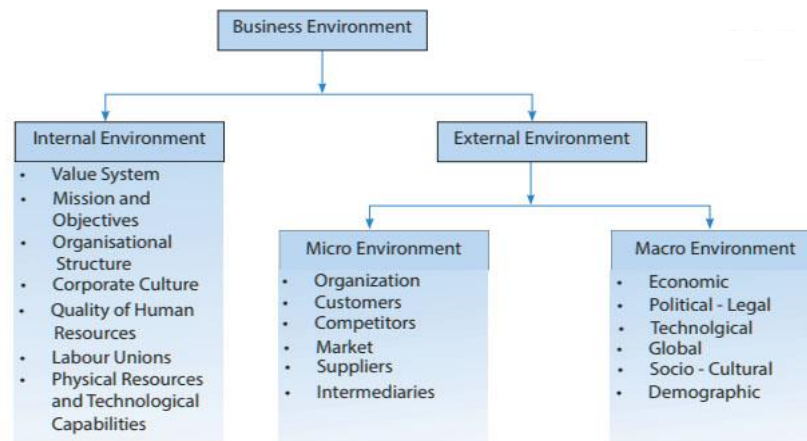 Business Environment
Internal Environment
• Value System
• Mission and
Objectives
• Organisational
Structure
• Corporate Culture
• Quality of Human
Resources
• Labour Unions
• Physical Resources
and Technological
Capabilities
External Environment
Micro Environment
• Organization
• Customers
• Competitors
• Market
• Suppliers
• Intermediaries
Macro Environment
• Economic
• Political - Legal
• Technolgical
• Global
• Socio - Cultural
• Demographic